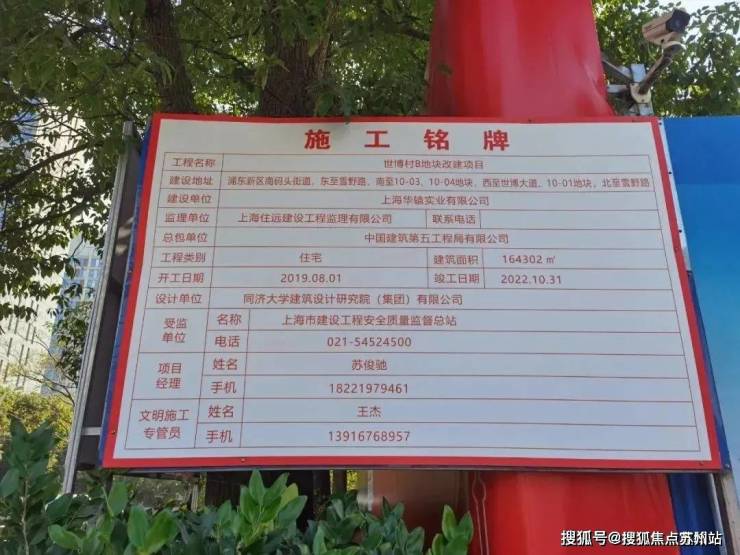 施工铭牌
工程名称 世博村B地块改建项目
建设地址 浦东新区南码头街道，东至雪野路，南至10-03、10-04地块，西至世博大道、10-01地块，北至雪野路
建设单位 上海华辕实业有限公司
监理单位 上海住远建设工程监理有限公司 联系电话
总包单位 中国建筑第五工程局有限公司
工程类别 住宅 建筑面积 164302 ㎡
开工日期 2019.08.01 竣工日期 2022.10.31
设计单位 同济大学建筑设计研究院（集团）有限公司
受监单位 名称 上海市建设工程安全质量监督总站
电话 021-54524500
项目经理 姓名 苏俊驰
手机 18221979461
文明施工专管员 姓名 王杰
手机 13916768957
搜狐号@搜狐焦点苏州站